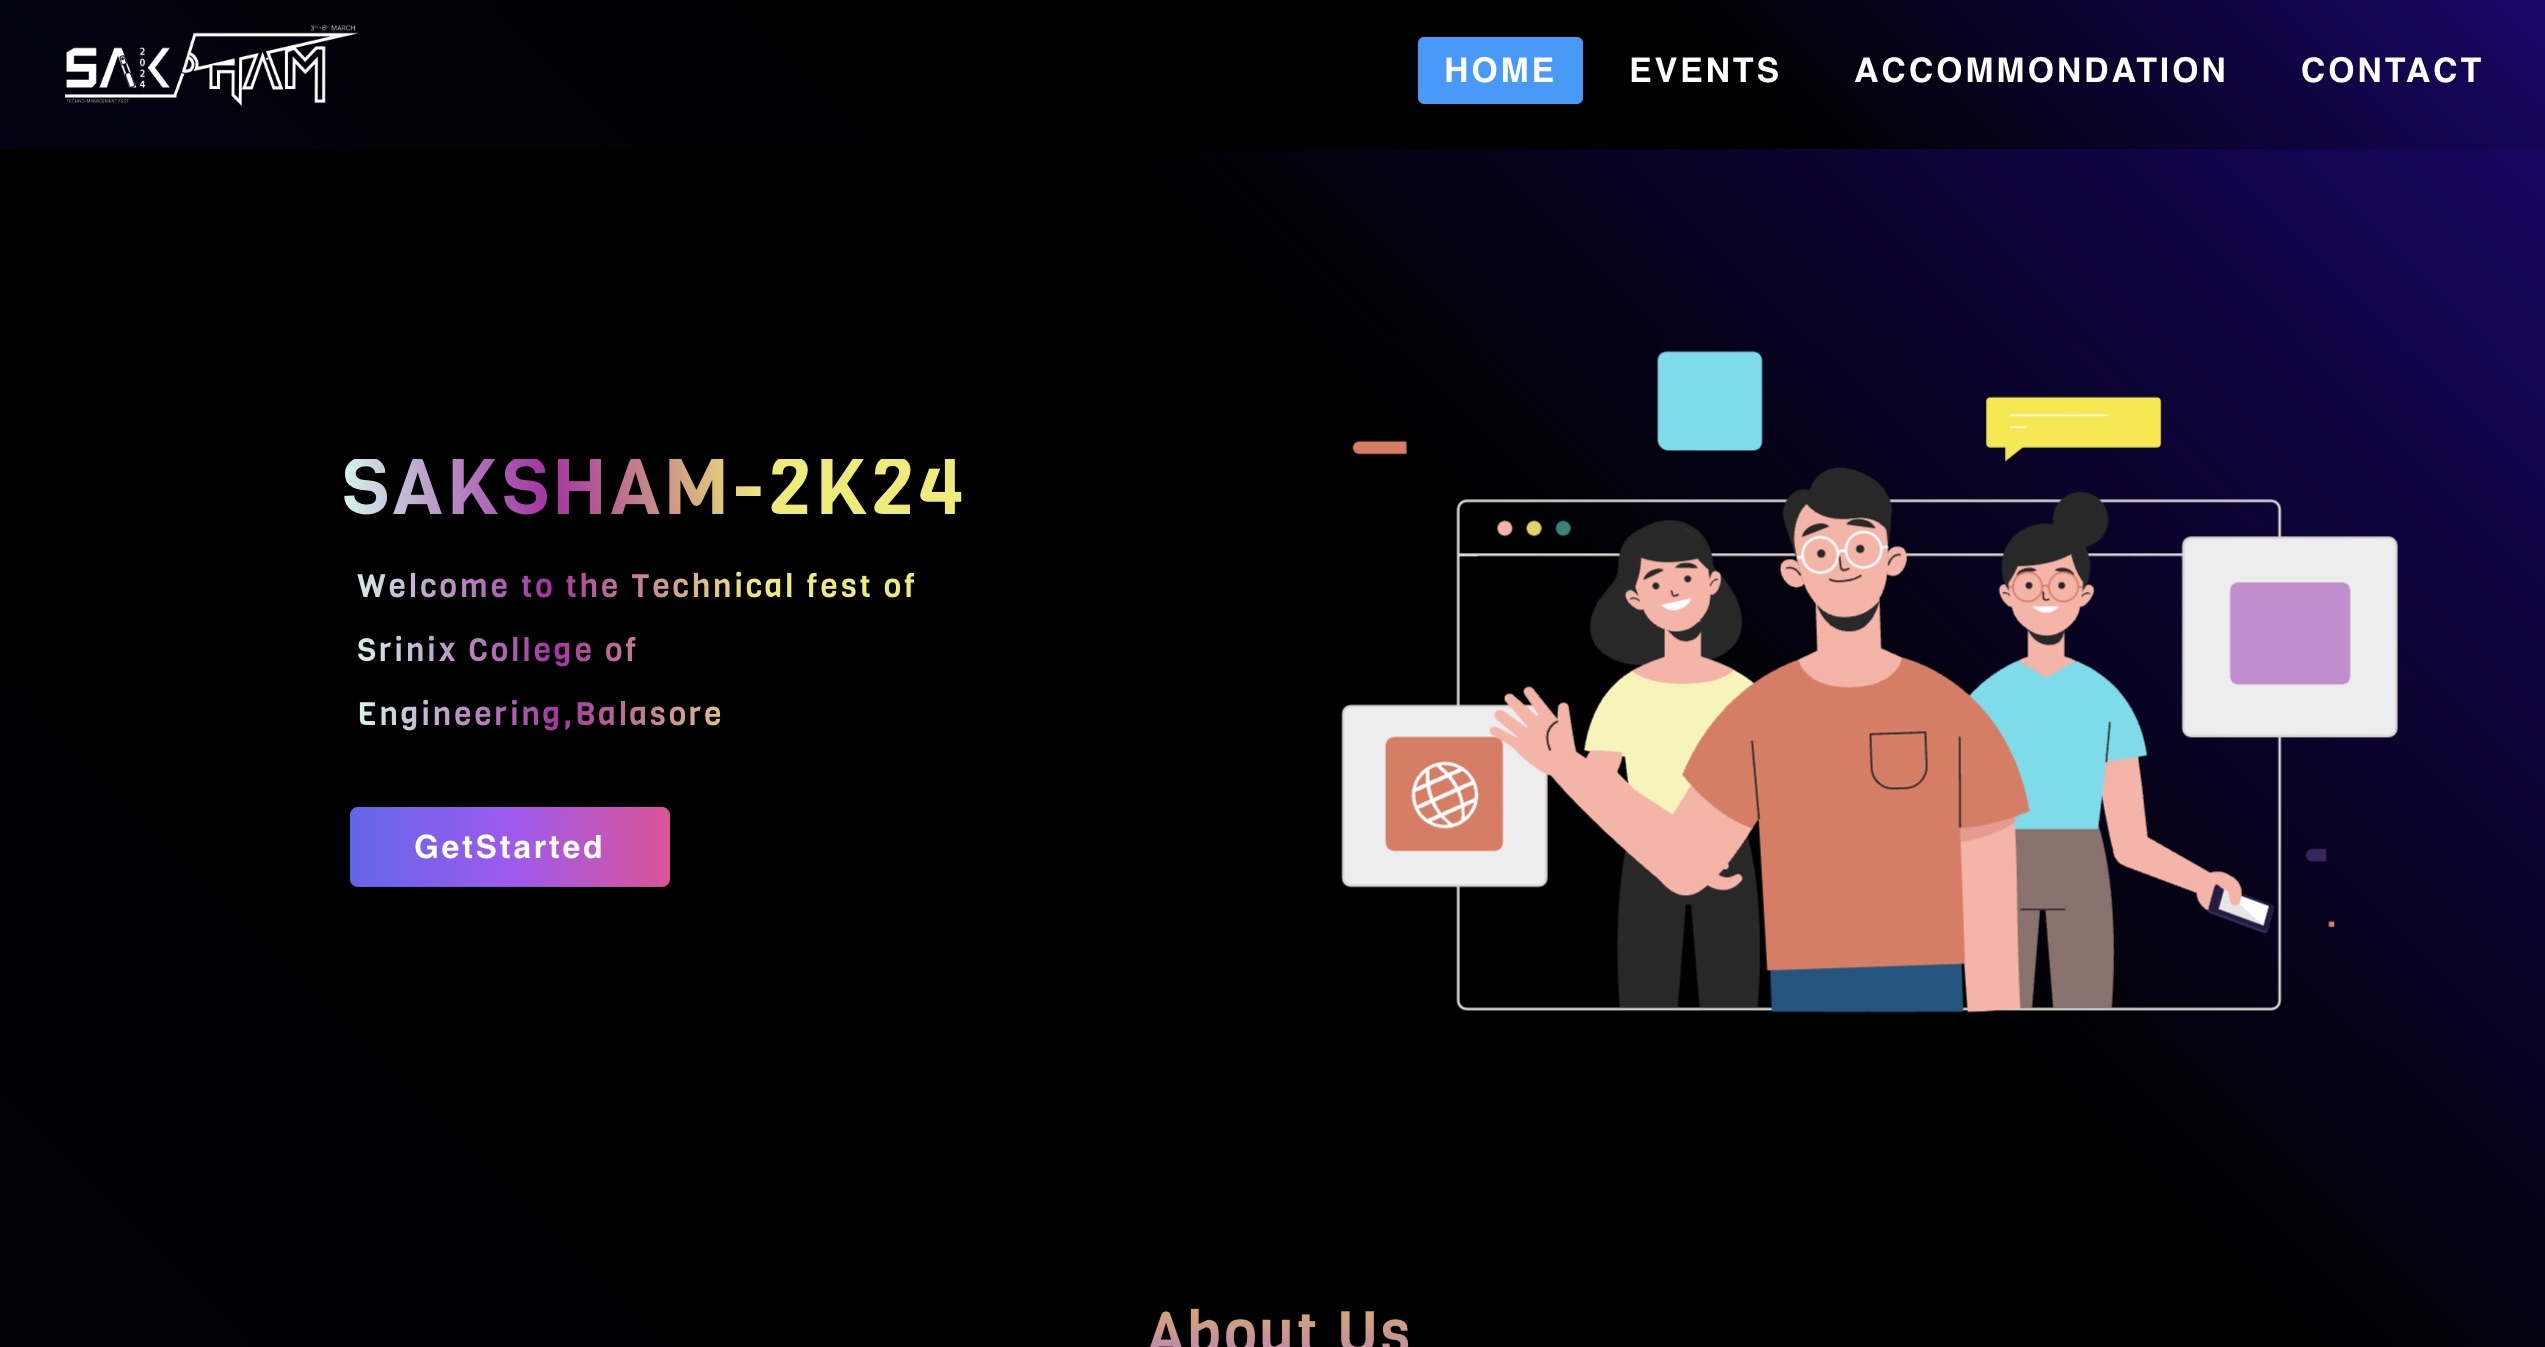 3rd-6th MARCH
SAKSHAM
2024
TECHNO-MANAGEMENT FEST
HOME
EVENTS
ACCOMMONDATION
CONTACT
SAKSHAM-2K24
Welcome to the Technical fest of
Srinix College of
Engineering,Balasore
GetStarted
About Us